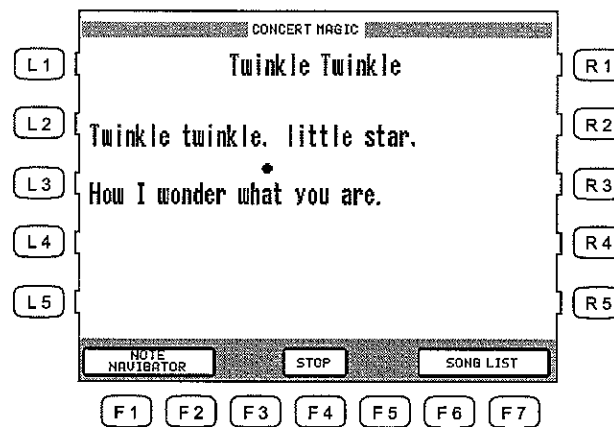 CONCERT MAGIC
L1 Twinkle Twinkle R1
L2 Twinkle twinkle, little star, R2
L3 How I wonder what you are. R3
L4 R4
L5 R5
NOTE NAVIGATOR STOP SONG LIST
F1 F2 F3 F4 F5 F6 F7